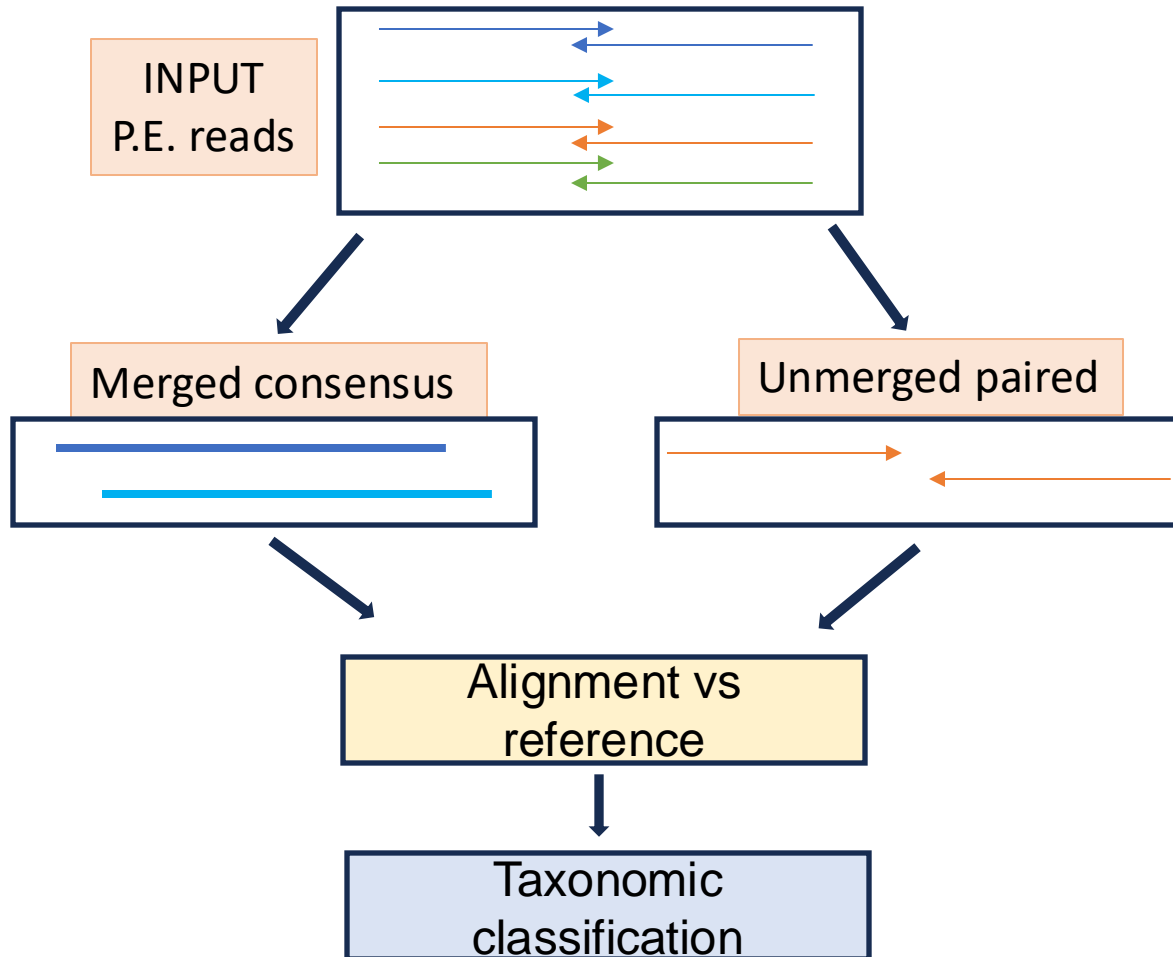 INPUT
P.E. reads
Merged consensus
Unmerged paired
Alignment vs
reference
Taxonomic
classification